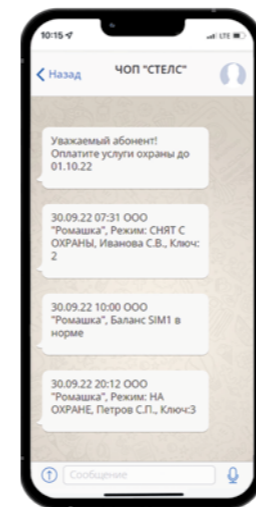 10:15
LTE
Назад
ЧОП "СТЕЛС"
Уважаемый абонент!
Оплатите услуги охраны до
01.10.22
30.09.22 07:31 ООО
"Ромашка", Режим: СНЯТ С
ОХРАНЫ, Иванова С.В., Ключ:
2
30.09.22 10:00 ООО
"Ромашка", Баланс SIM1 в
норме
30.09.22 20:12 ООО
"Ромашка", Режим: НА
ОХРАНЕ, Петров С.П., Ключ:3
Сообщение